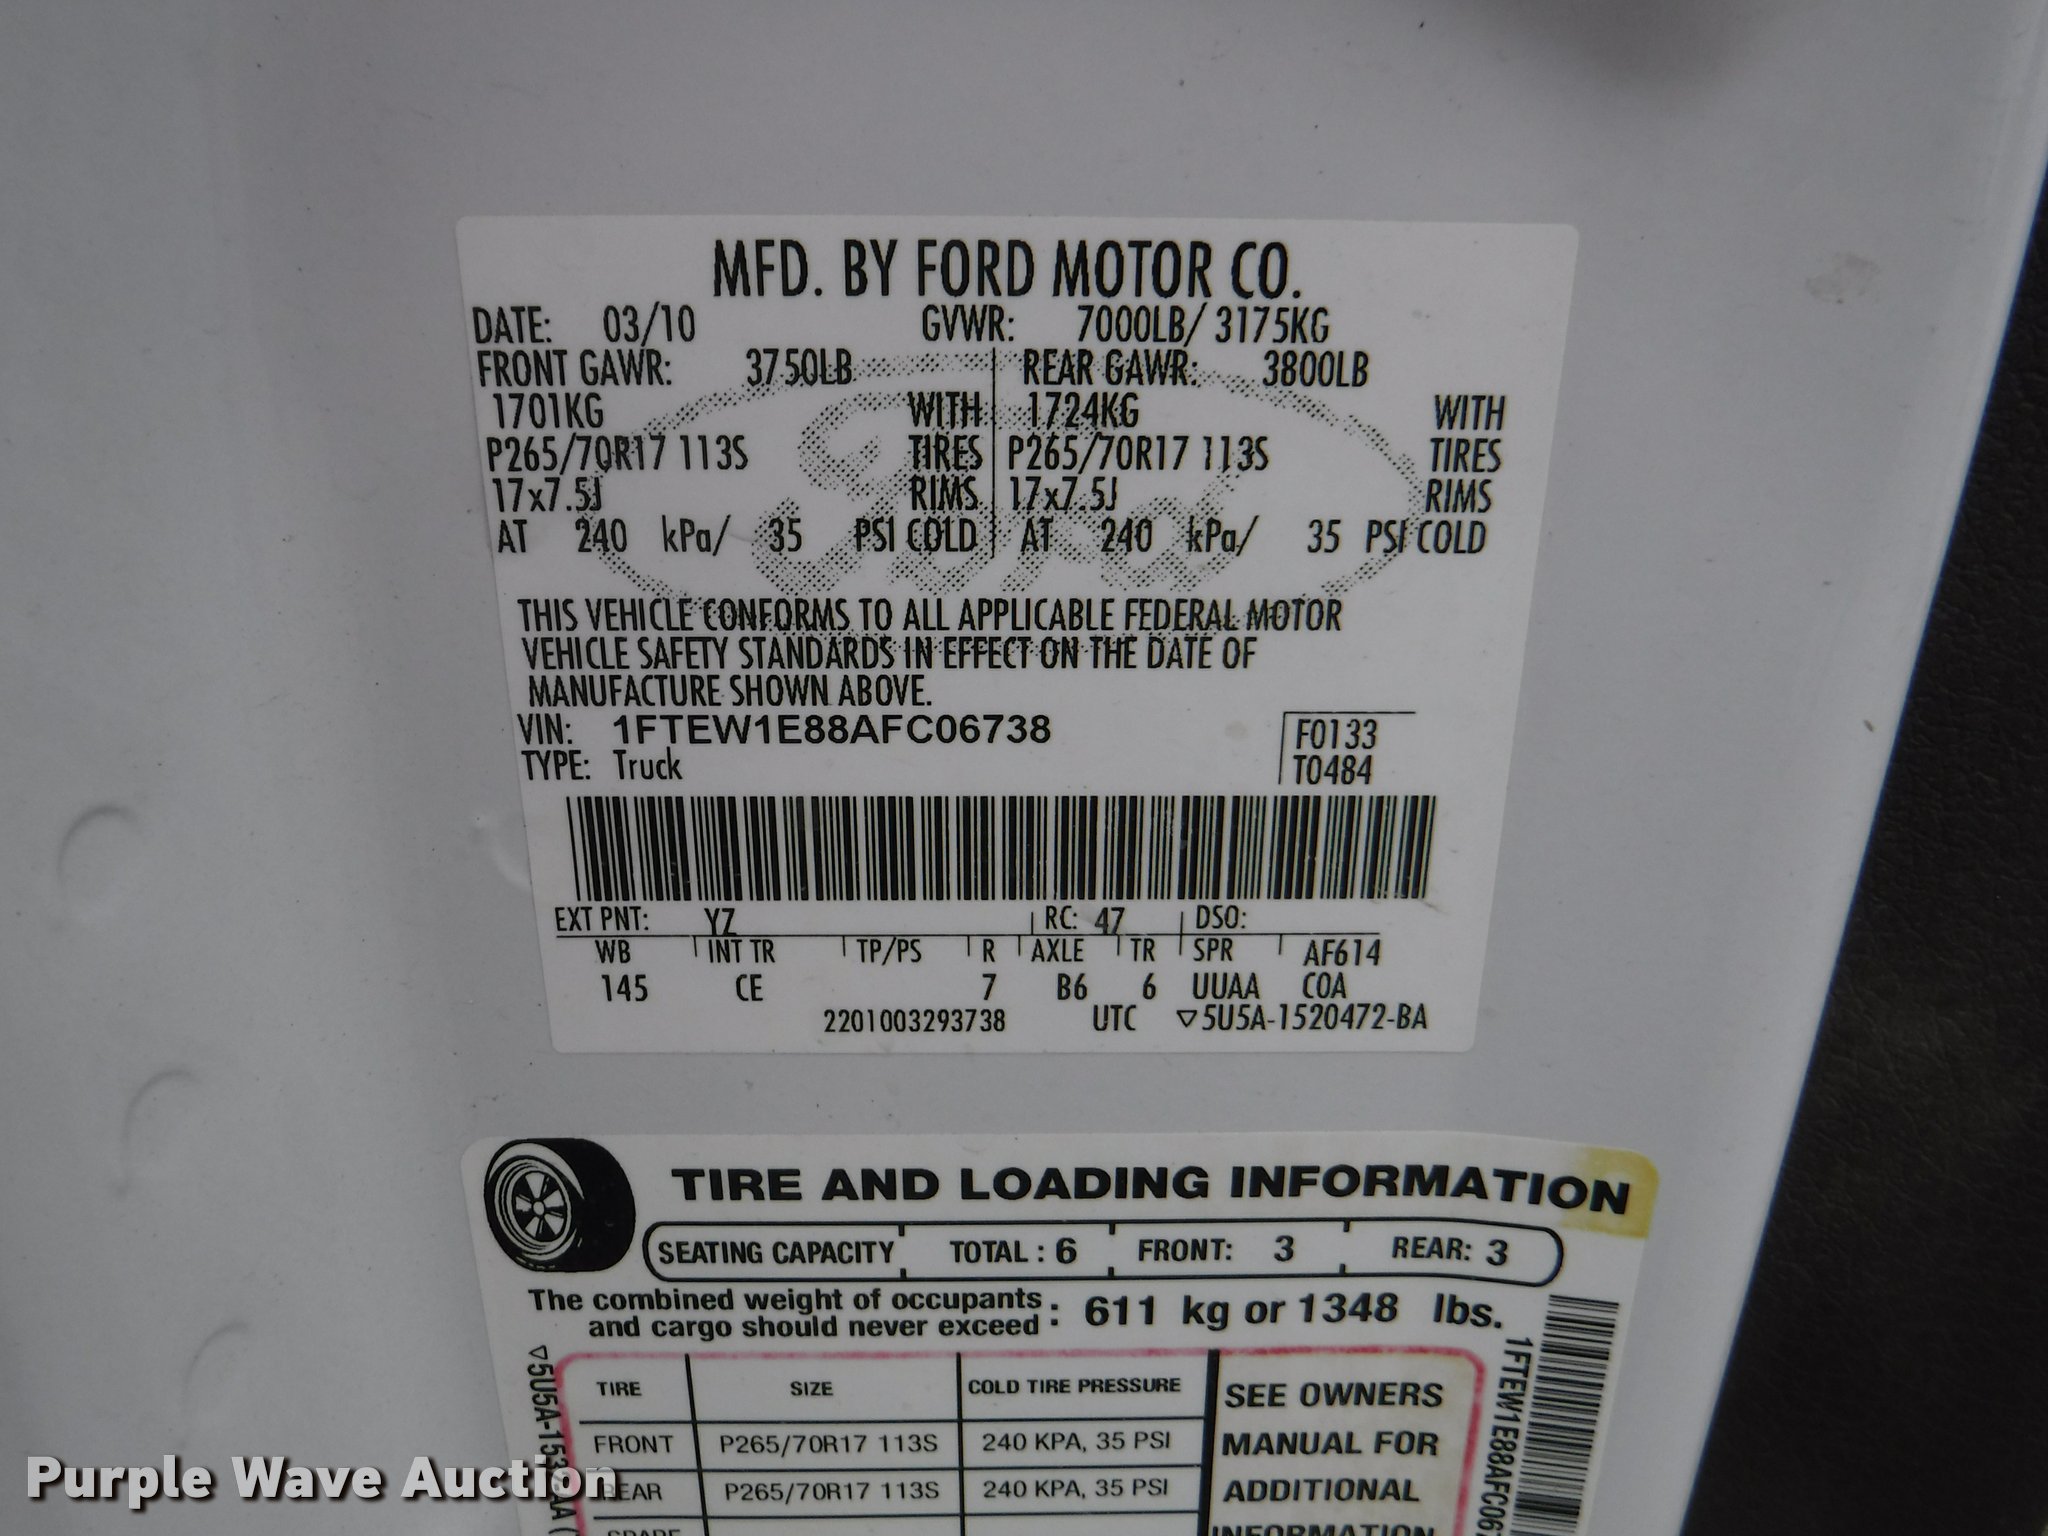 MFD. BY FORD MOTOR CO.
DATE: 03/10 GVWR: 7000LB/ 3175KG
FRONT GAWR: 3750LB REAR GAWR: 3800LB
1701KG WITH 1724KG WITH
P265/70R17 113S TIRES P265/70R17 113S TIRES
17x7.5J RIMS 17x7.5J RIMS
AT 240 kPa/ 35 PSI COLD AT 240 kPa/ 35 PSI COLD
Ford
THIS VEHICLE CONFORMS TO ALL APPLICABLE FEDERAL MOTOR
VEHICLE SAFETY STANDARDS IN EFFECT ON THE DATE OF
MANUFACTURE SHOWN ABOVE.
VIN: 1FTEW1E88AFC06738 F0133
TYPE: Truck T0484
EXT PNT: YZ RC: 47 DSO:
WB INT TR TP/PS R AXLE TR SPR AF614
145 CE 7 B6 6 UUAA COA
2201003293738 UTC ▽5U5A-1520472-BA
TIRE AND LOADING INFORMATION
SEATING CAPACITY TOTAL : 6 FRONT: 3 REAR: 3
The combined weight of occupants
and cargo should never exceed : 611 kg or 1348 lbs.
TIRE SIZE COLD TIRE PRESSURE SEE OWNERS
FRONT P265/70R17 113S 240 KPA, 35 PSI MANUAL FOR
REAR P265/70R17 113S 240 KPA, 35 PSI ADDITIONAL
SPARE INFORMATION
1FTEW1E88AFC067
Purple Wave Auction